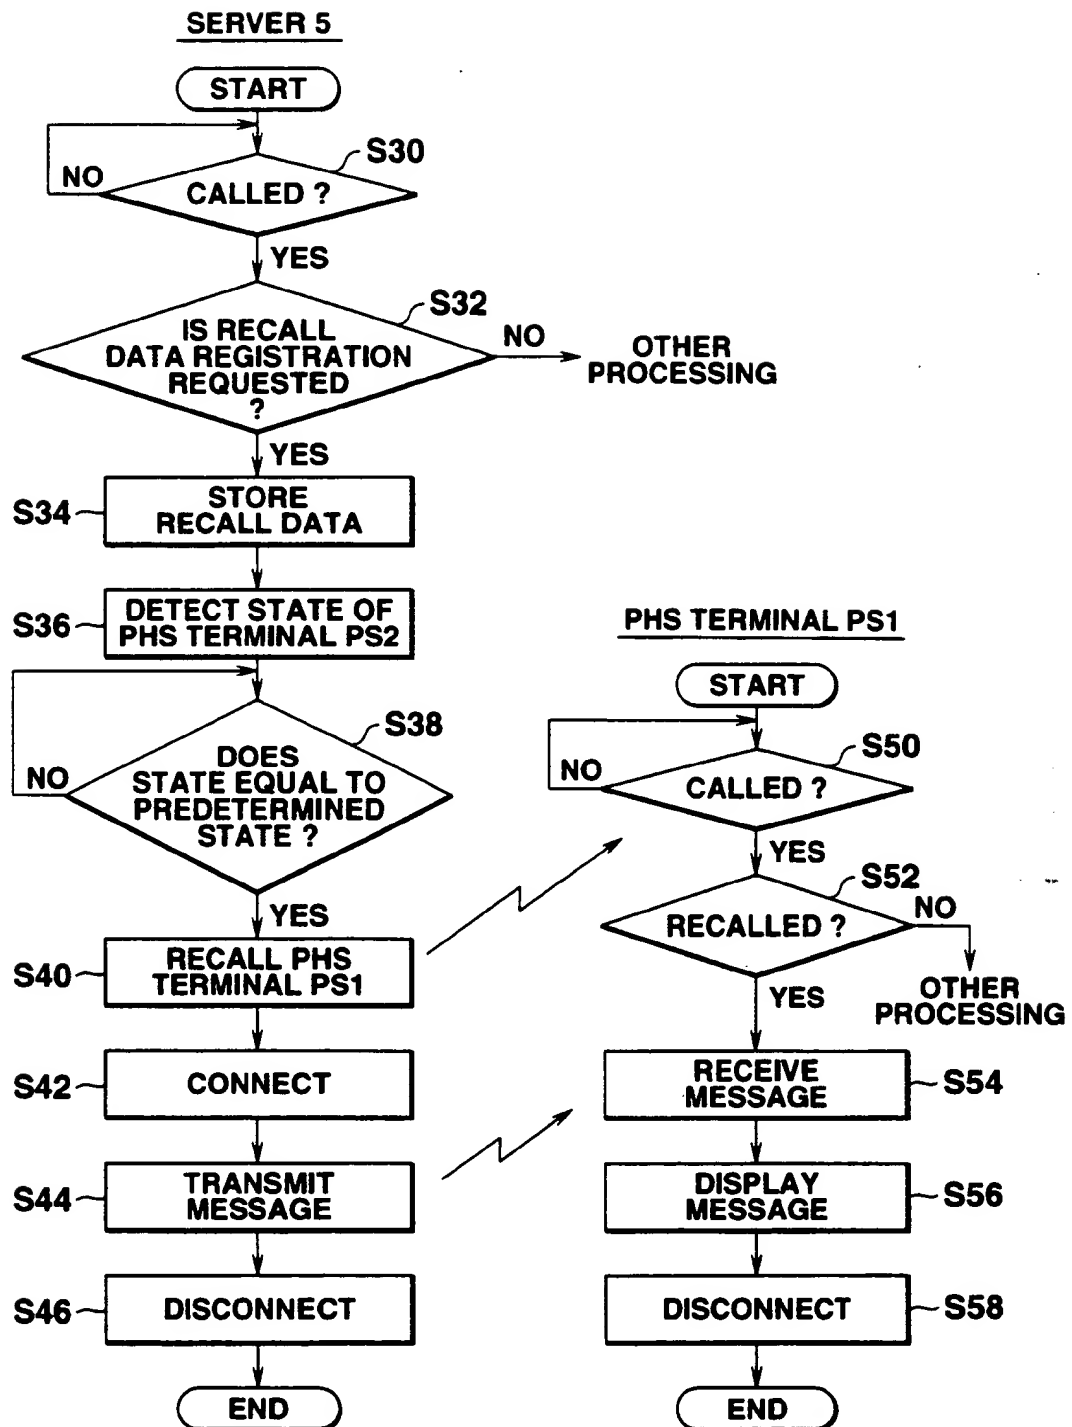 SERVER 5
START
S30
NO
CALLED ?
YES
S32
IS RECALL
DATA REGISTRATION
REQUESTED
?
NO
OTHER
PROCESSING
YES
S34
STORE
RECALL DATA
S36
DETECT STATE OF
PHS TERMINAL PS2
S38
NO
DOES
STATE EQUAL TO
PREDETERMINED
STATE ?
YES
S40
RECALL PHS
TERMINAL PS1
S42
CONNECT
S44
TRANSMIT
MESSAGE
S46
DISCONNECT
END
PHS TERMINAL PS1
START
S50
NO
CALLED ?
YES
S52
RECALLED ?
NO
OTHER
PROCESSING
YES
RECEIVE
MESSAGE
S54
DISPLAY
MESSAGE
S56
DISCONNECT
S58
END